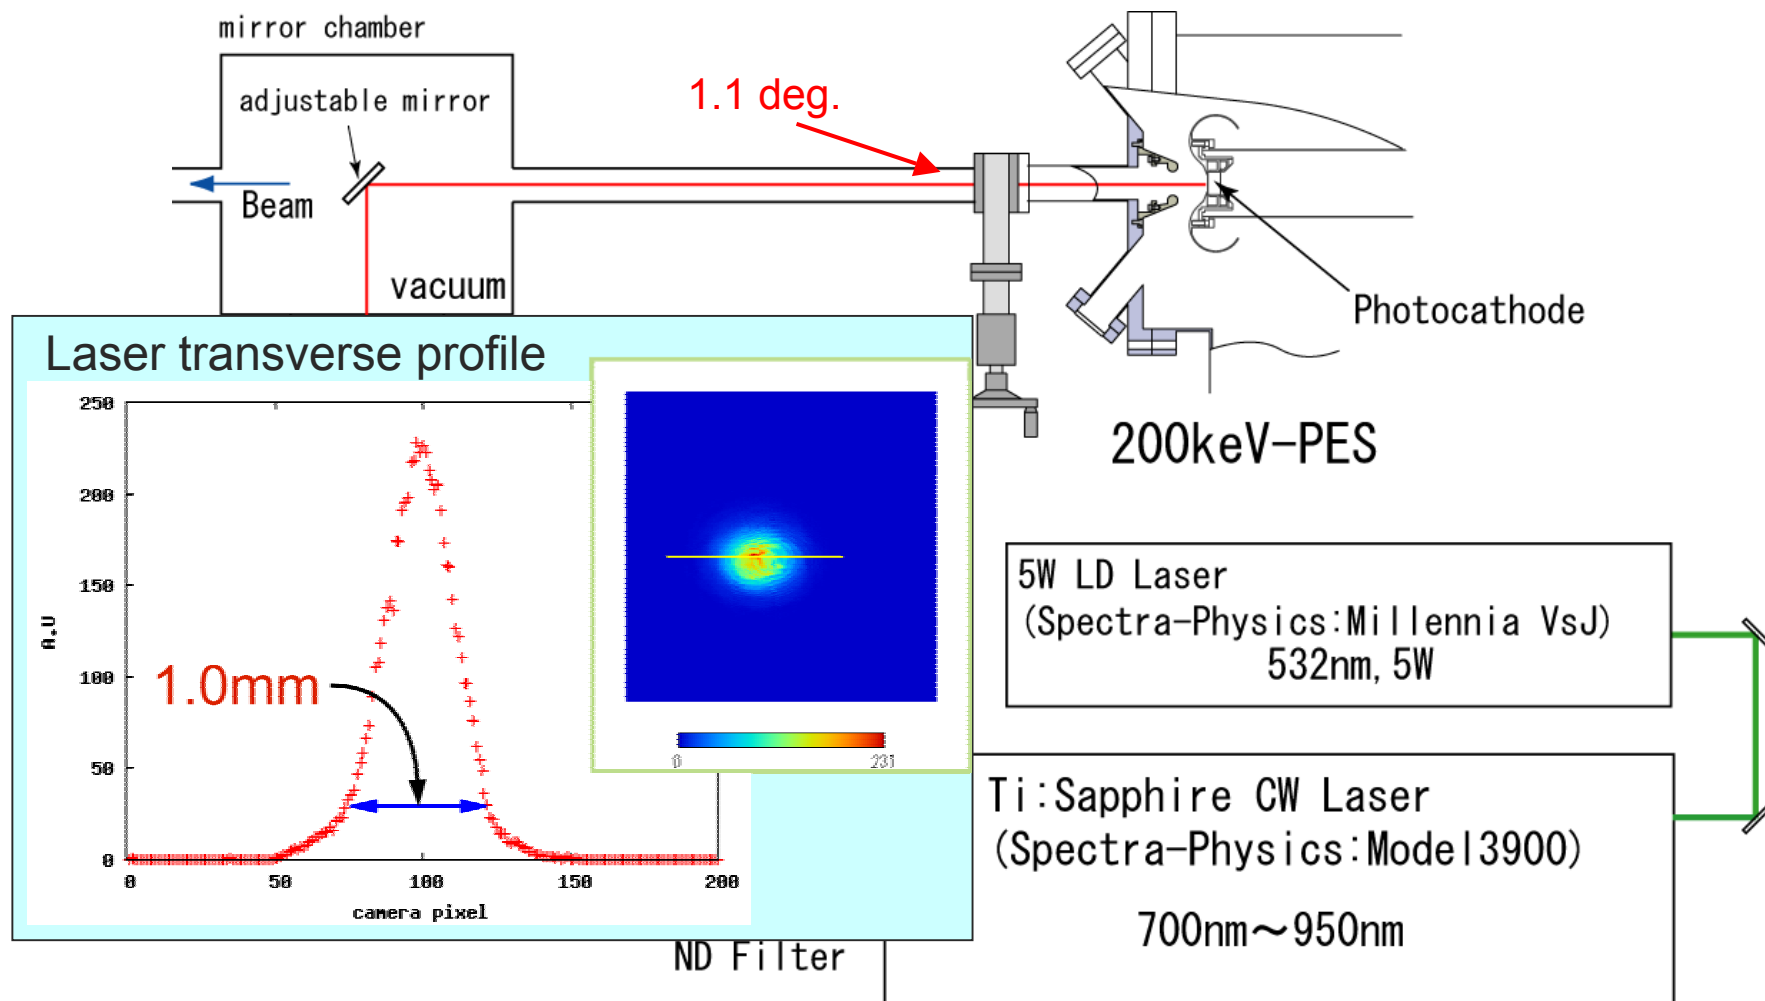 mirror chamber
adjustable mirror
1.1 deg.
Beam
vacuum
Photocathode
200keV-PES
Laser transverse profile
250
200
150
100
50
0
A.U
1.0mm
0
50
100
150
200
camera pixel
0
231
5W LD Laser
(Spectra-Physics:Millennia VsJ)
532nm,5W
Ti:Sapphire CW Laser
(Spectra-Physics:Model3900)
700nm～950nm
ND Filter